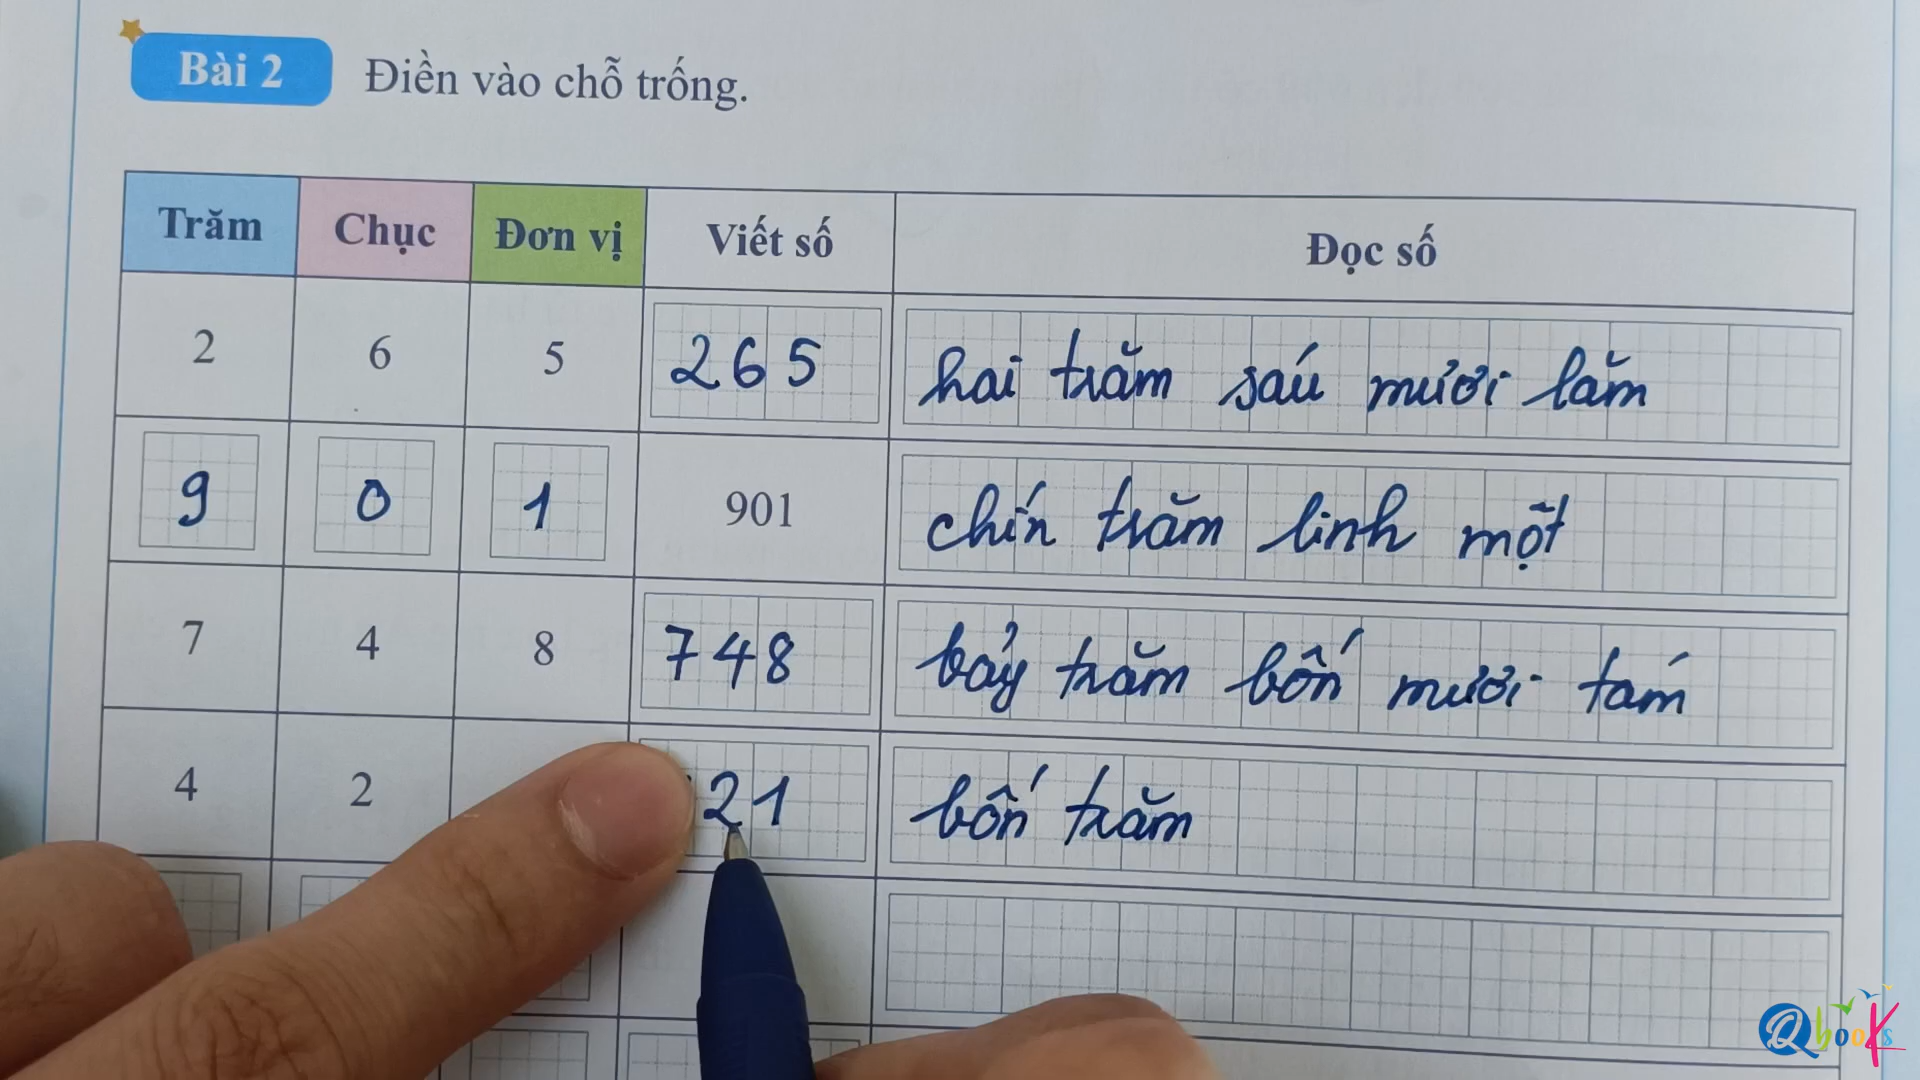 Bài 2 Điền vào chỗ trống.
Trăm Chục Đơn vị Viết số Đọc số
2 6 5 265 hai trăm sáu mươi lăm
9 0 1 901 chín trăm linh một
7 4 8 748 bảy trăm bốn mươi tám
4 2 21 bốn trăm
Qbooks